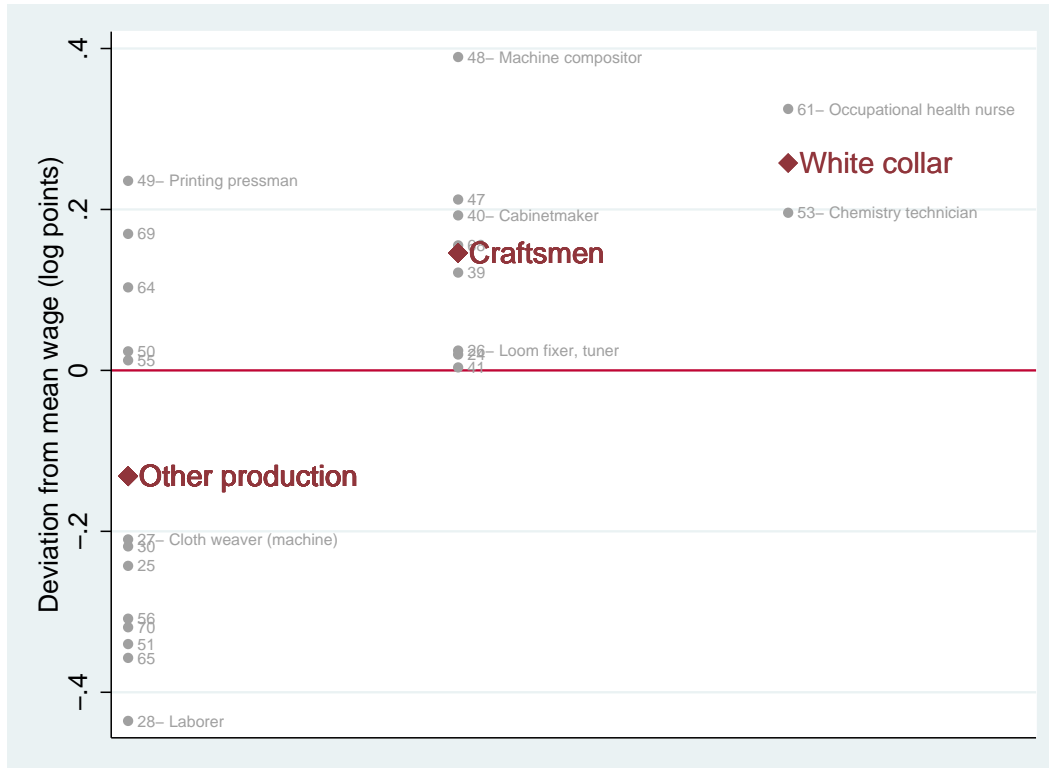 Deviation from mean wage (log points)
.4
.2
0
−.2
−.4
49− Printing pressman
69
64
50
55
Other production
27− Cloth weaver (machine)
30
25
56
70
51
65
28− Laborer
48− Machine compositor
47
40− Cabinetmaker
68
Craftsmen
39
26− Loom fixer, tuner
24
41
61− Occupational health nurse
White collar
53− Chemistry technician